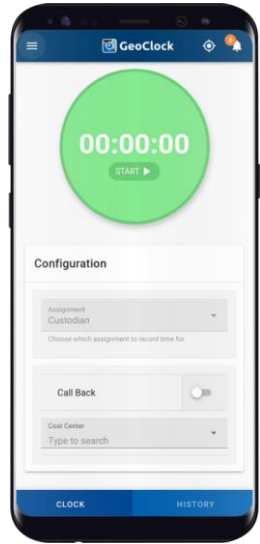 GeoClock
00:00:00
START
Configuration
Assignment
Custodian
Choose which assignment to record time for
Call Back
Cost Center
Type to search
CLOCK HISTORY